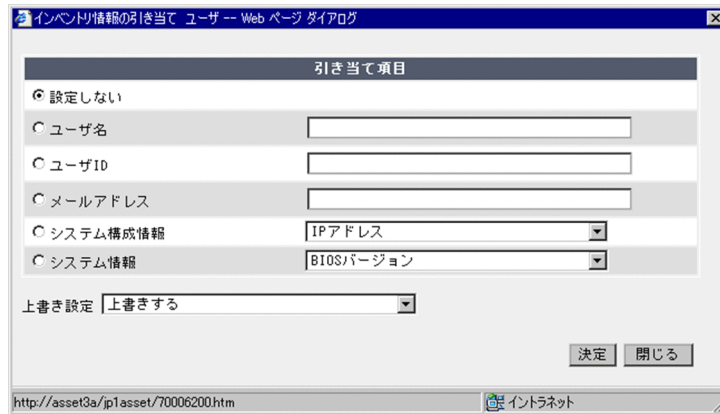 インベントリ情報の引き当て ユーザ -- Web ページ ダイアログ
引き当て項目
設定しない
ユーザ名
ユーザID
メールアドレス
システム構成情報 IPアドレス
システム情報 BIOSバージョン
上書き設定 上書きする
決定 閉じる
http://asset3a/jp1asset/70006200.htm イントラネット